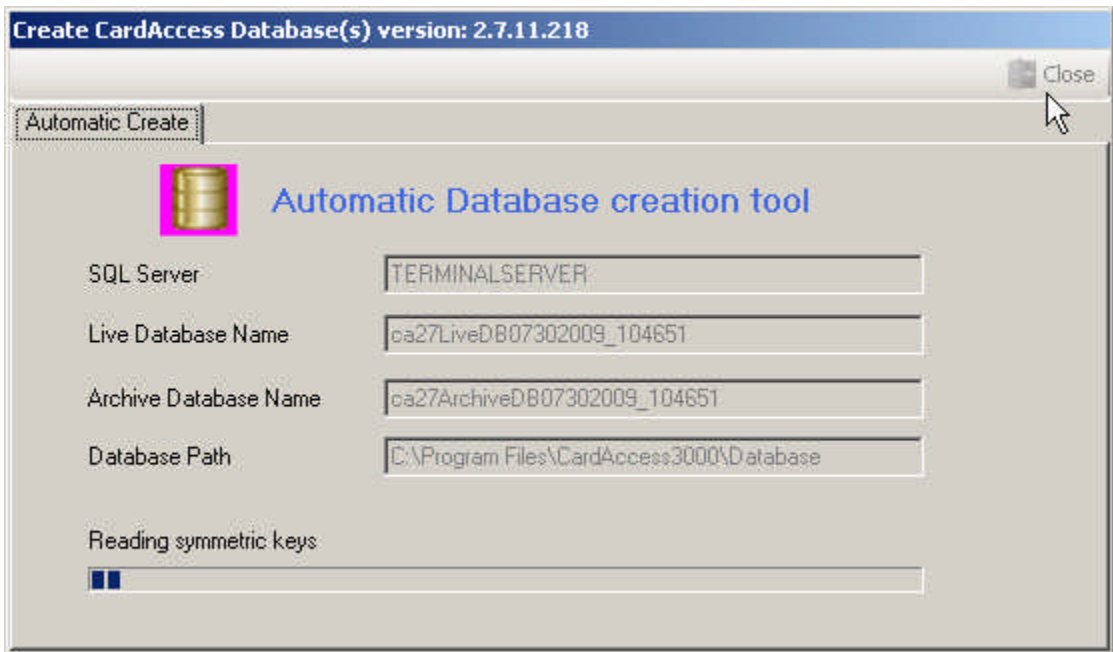 Create CardAccess Database(s) version: 2.7.11.218
Close
Automatic Create
Automatic Database creation tool
SQL Server TERMINALSERVER
Live Database Name ca27LiveDB07302009_104651
Archive Database Name ca27ArchiveDB07302009_104651
Database Path C:\Program Files\CardAccess3000\Database
Reading symmetric keys